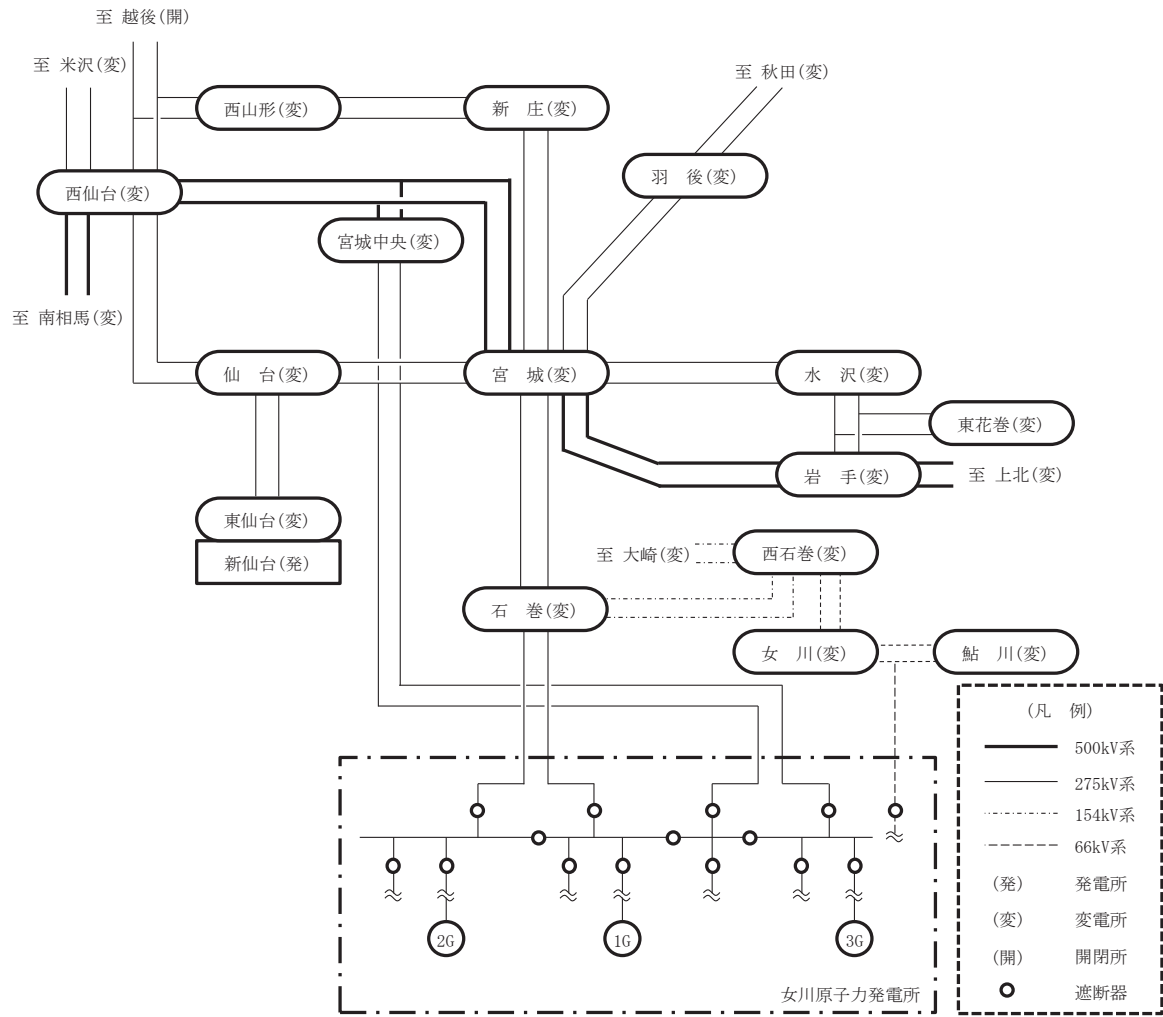 至 越後(開)
至 米沢(変)
至 秋田(変)
西山形(変)
新 庄(変)
羽 後(変)
西仙台(変)
宮城中央(変)
至 南相馬(変)
仙 台(変)
宮 城(変)
水 沢(変)
東花巻(変)
岩 手(変)
至 上北(変)
東仙台(変)
新仙台(発)
至 大崎(変)
西石巻(変)
石 巻(変)
女 川(変)
鮎 川(変)
(凡 例)
500kV系
275kV系
154kV系
66kV系
(発) 発電所
(変) 変電所
(開) 開閉所
遮断器
2G
1G
3G
女川原子力発電所